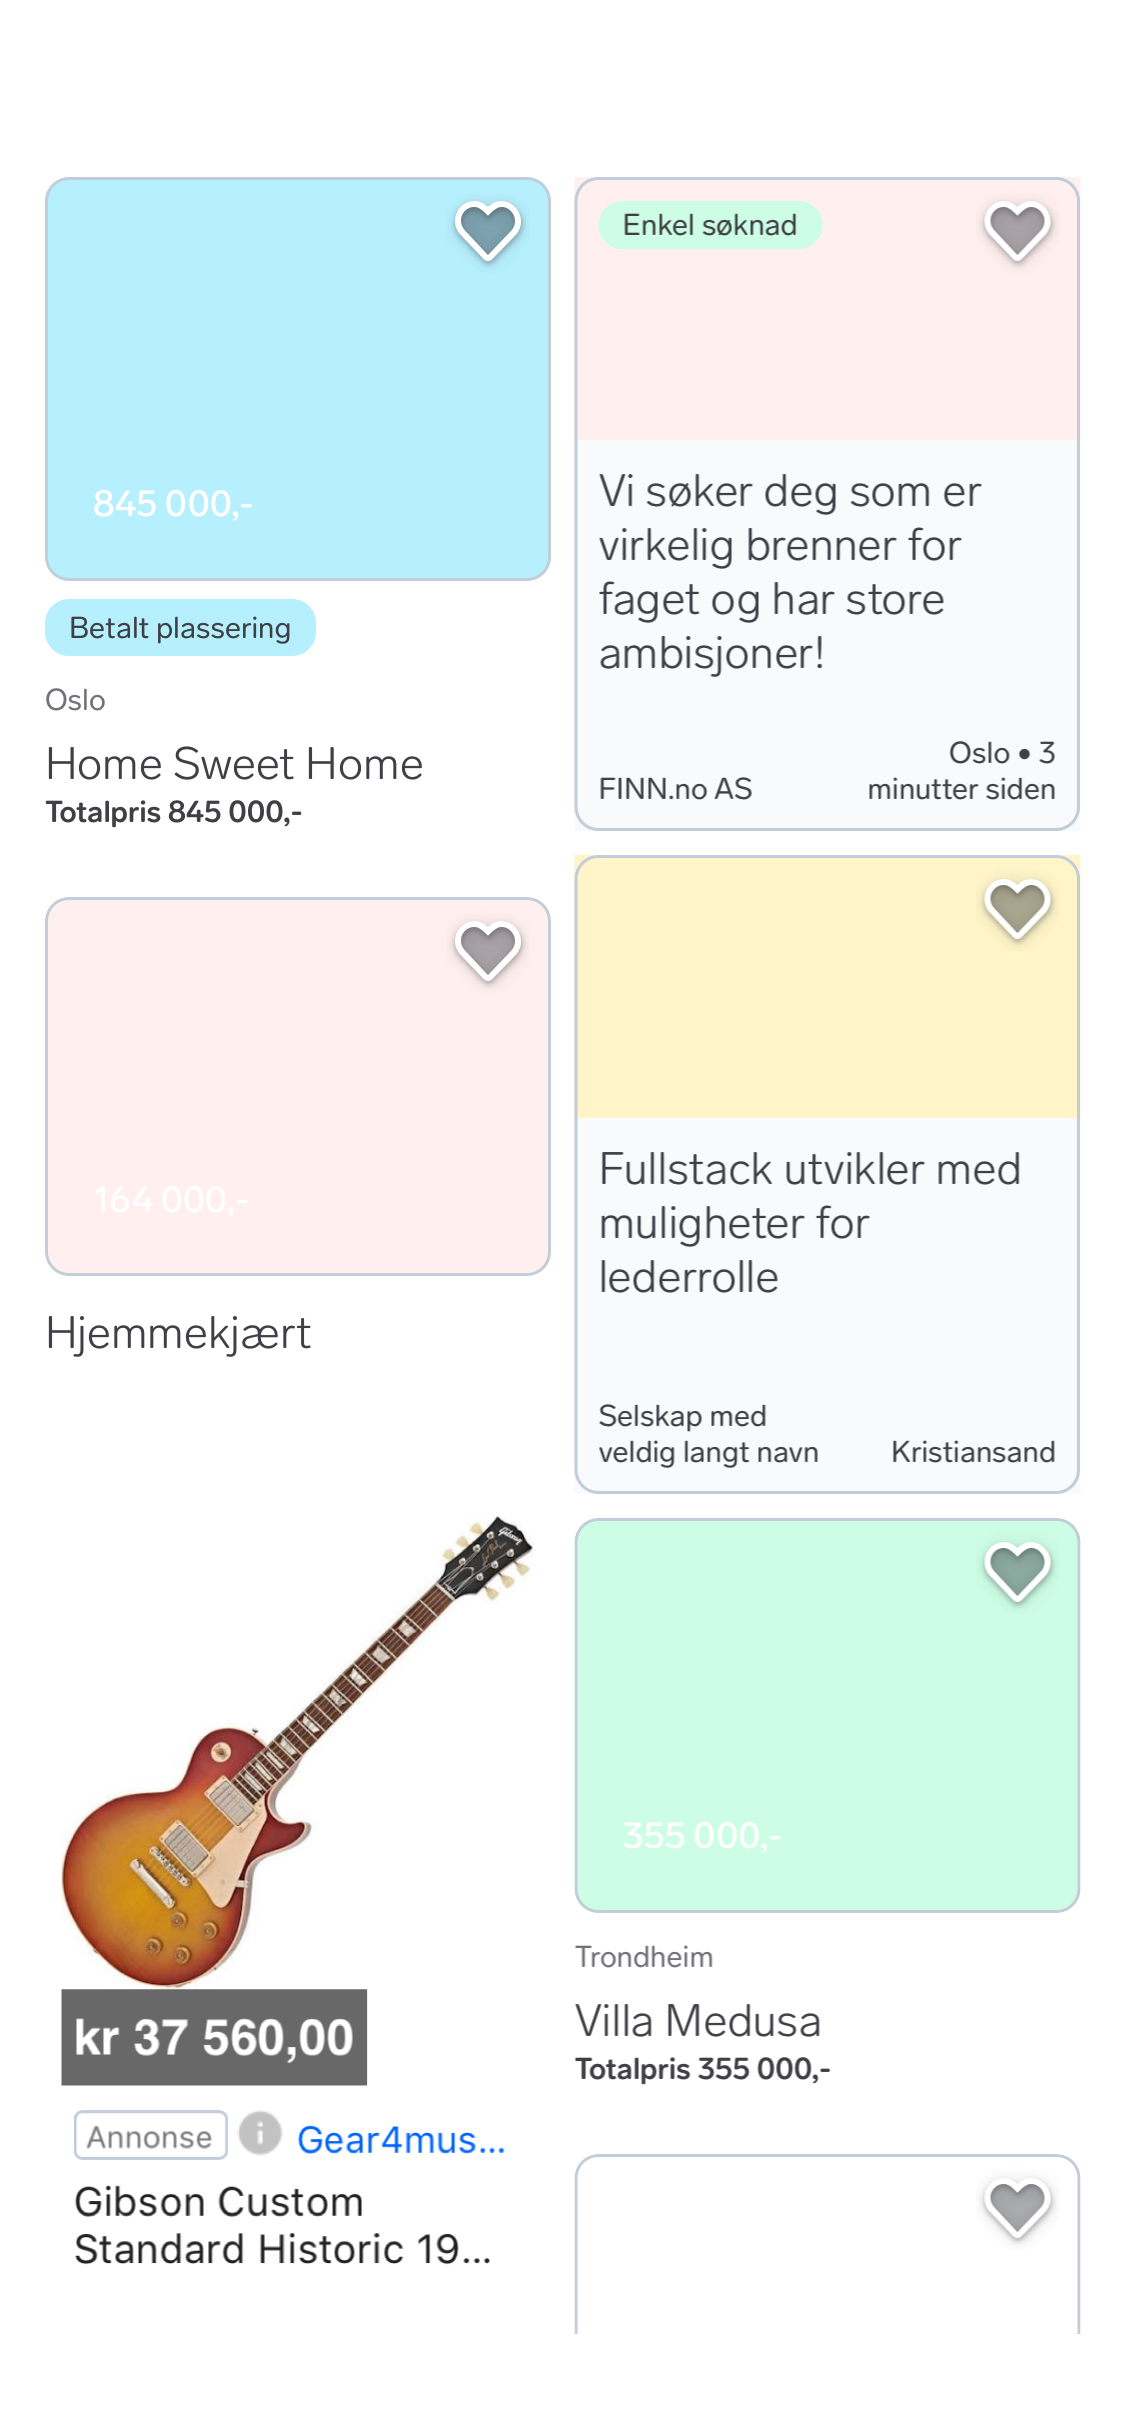 845 000,-
Betalt plassering
Oslo
Home Sweet Home
Totalpris 845 000,-
164 000,-
Hjemmekjært
Gibson
kr 37 560,00
Annonse i Gear4mus...
Gibson Custom
Standard Historic 19...
Enkel søknad
Vi søker deg som er
virkelig brenner for
faget og har store
ambisjoner!
FINN.no AS
Oslo • 3
minutter siden
Fullstack utvikler med
muligheter for
lederrolle
Selskap med
veldig langt navn
Kristiansand
355 000,-
Trondheim
Villa Medusa
Totalpris 355 000,-